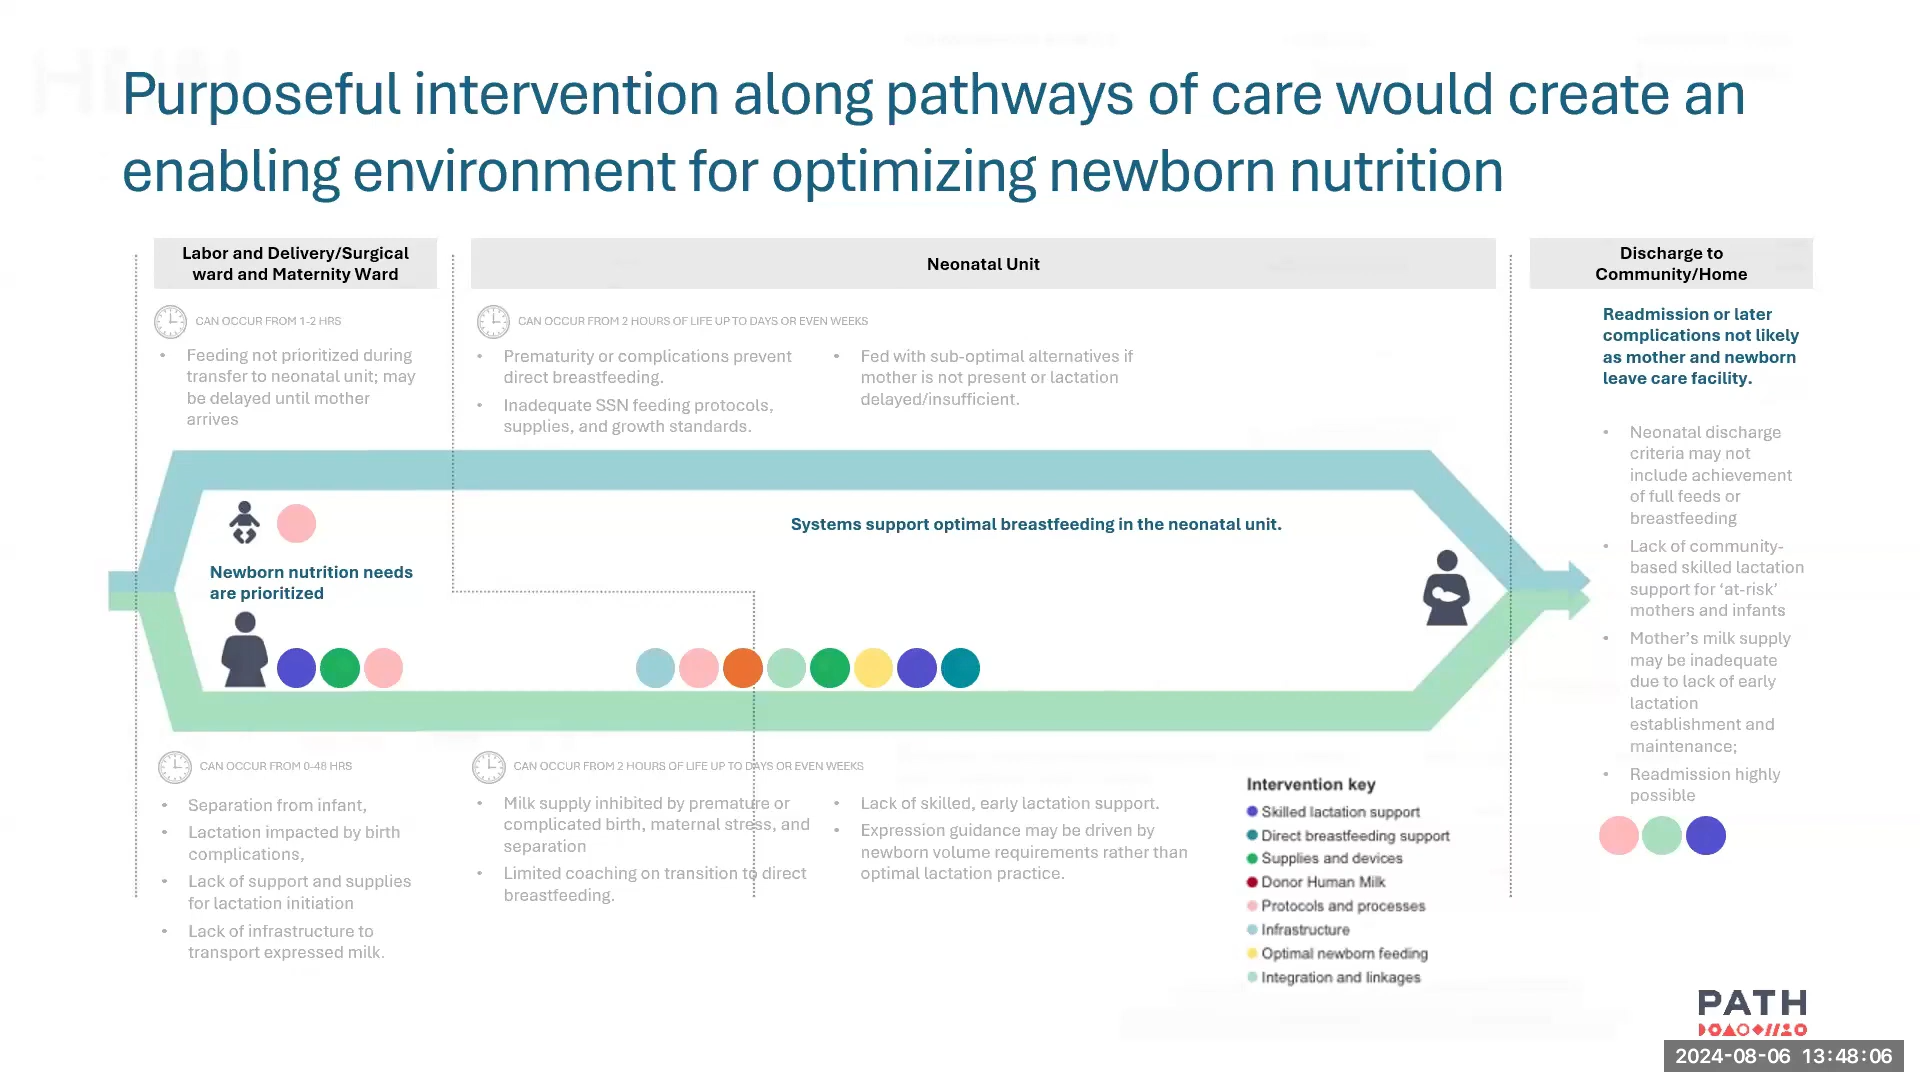 Purposeful intervention along pathways of care would create an
enabling environment for optimizing newborn nutrition
Labor and Delivery/Surgical
ward and Maternity Ward
CAN OCCUR FROM 1-2 HRS
• Feeding not prioritized during
transfer to neonatal unit; may
be delayed until mother
arrives
Neonatal Unit
CAN OCCUR FROM 2 HOURS OF LIFE UP TO DAYS OR EVEN WEEKS
• Prematurity or complications prevent
direct breastfeeding.
• Inadequate SSN feeding protocols,
supplies, and growth standards.
• Fed with sub-optimal alternatives if
mother is not present or lactation
delayed/insufficient.
Discharge to
Community/Home
Readmission or later
complications not likely
as mother and newborn
leave care facility.
• Neonatal discharge
criteria may not
include achievement
of full feeds or
breastfeeding
• Lack of community-
based skilled lactation
support for ‘at-risk’
mothers and infants
• Mother’s milk supply
may be inadequate
due to lack of early
lactation
establishment and
maintenance;
• Readmission highly
possible
Newborn nutrition needs
are prioritized
Systems support optimal breastfeeding in the neonatal unit.
CAN OCCUR FROM 0-48 HRS
• Separation from infant,
• Lactation impacted by birth
complications,
• Lack of support and supplies
for lactation initiation
• Lack of infrastructure to
transport expressed milk.
CAN OCCUR FROM 2 HOURS OF LIFE UP TO DAYS OR EVEN WEEKS
• Milk supply inhibited by premature or
complicated birth, maternal stress, and
separation
• Limited coaching on transition to direct
breastfeeding.
• Lack of skilled, early lactation support.
• Expression guidance may be driven by
newborn volume requirements rather than
optimal lactation practice.
Intervention key
Skilled lactation support
Direct breastfeeding support
Supplies and devices
Donor Human Milk
Protocols and processes
Infrastructure
Optimal newborn feeding
Integration and linkages
PATH
2024-08-06 13:48:06